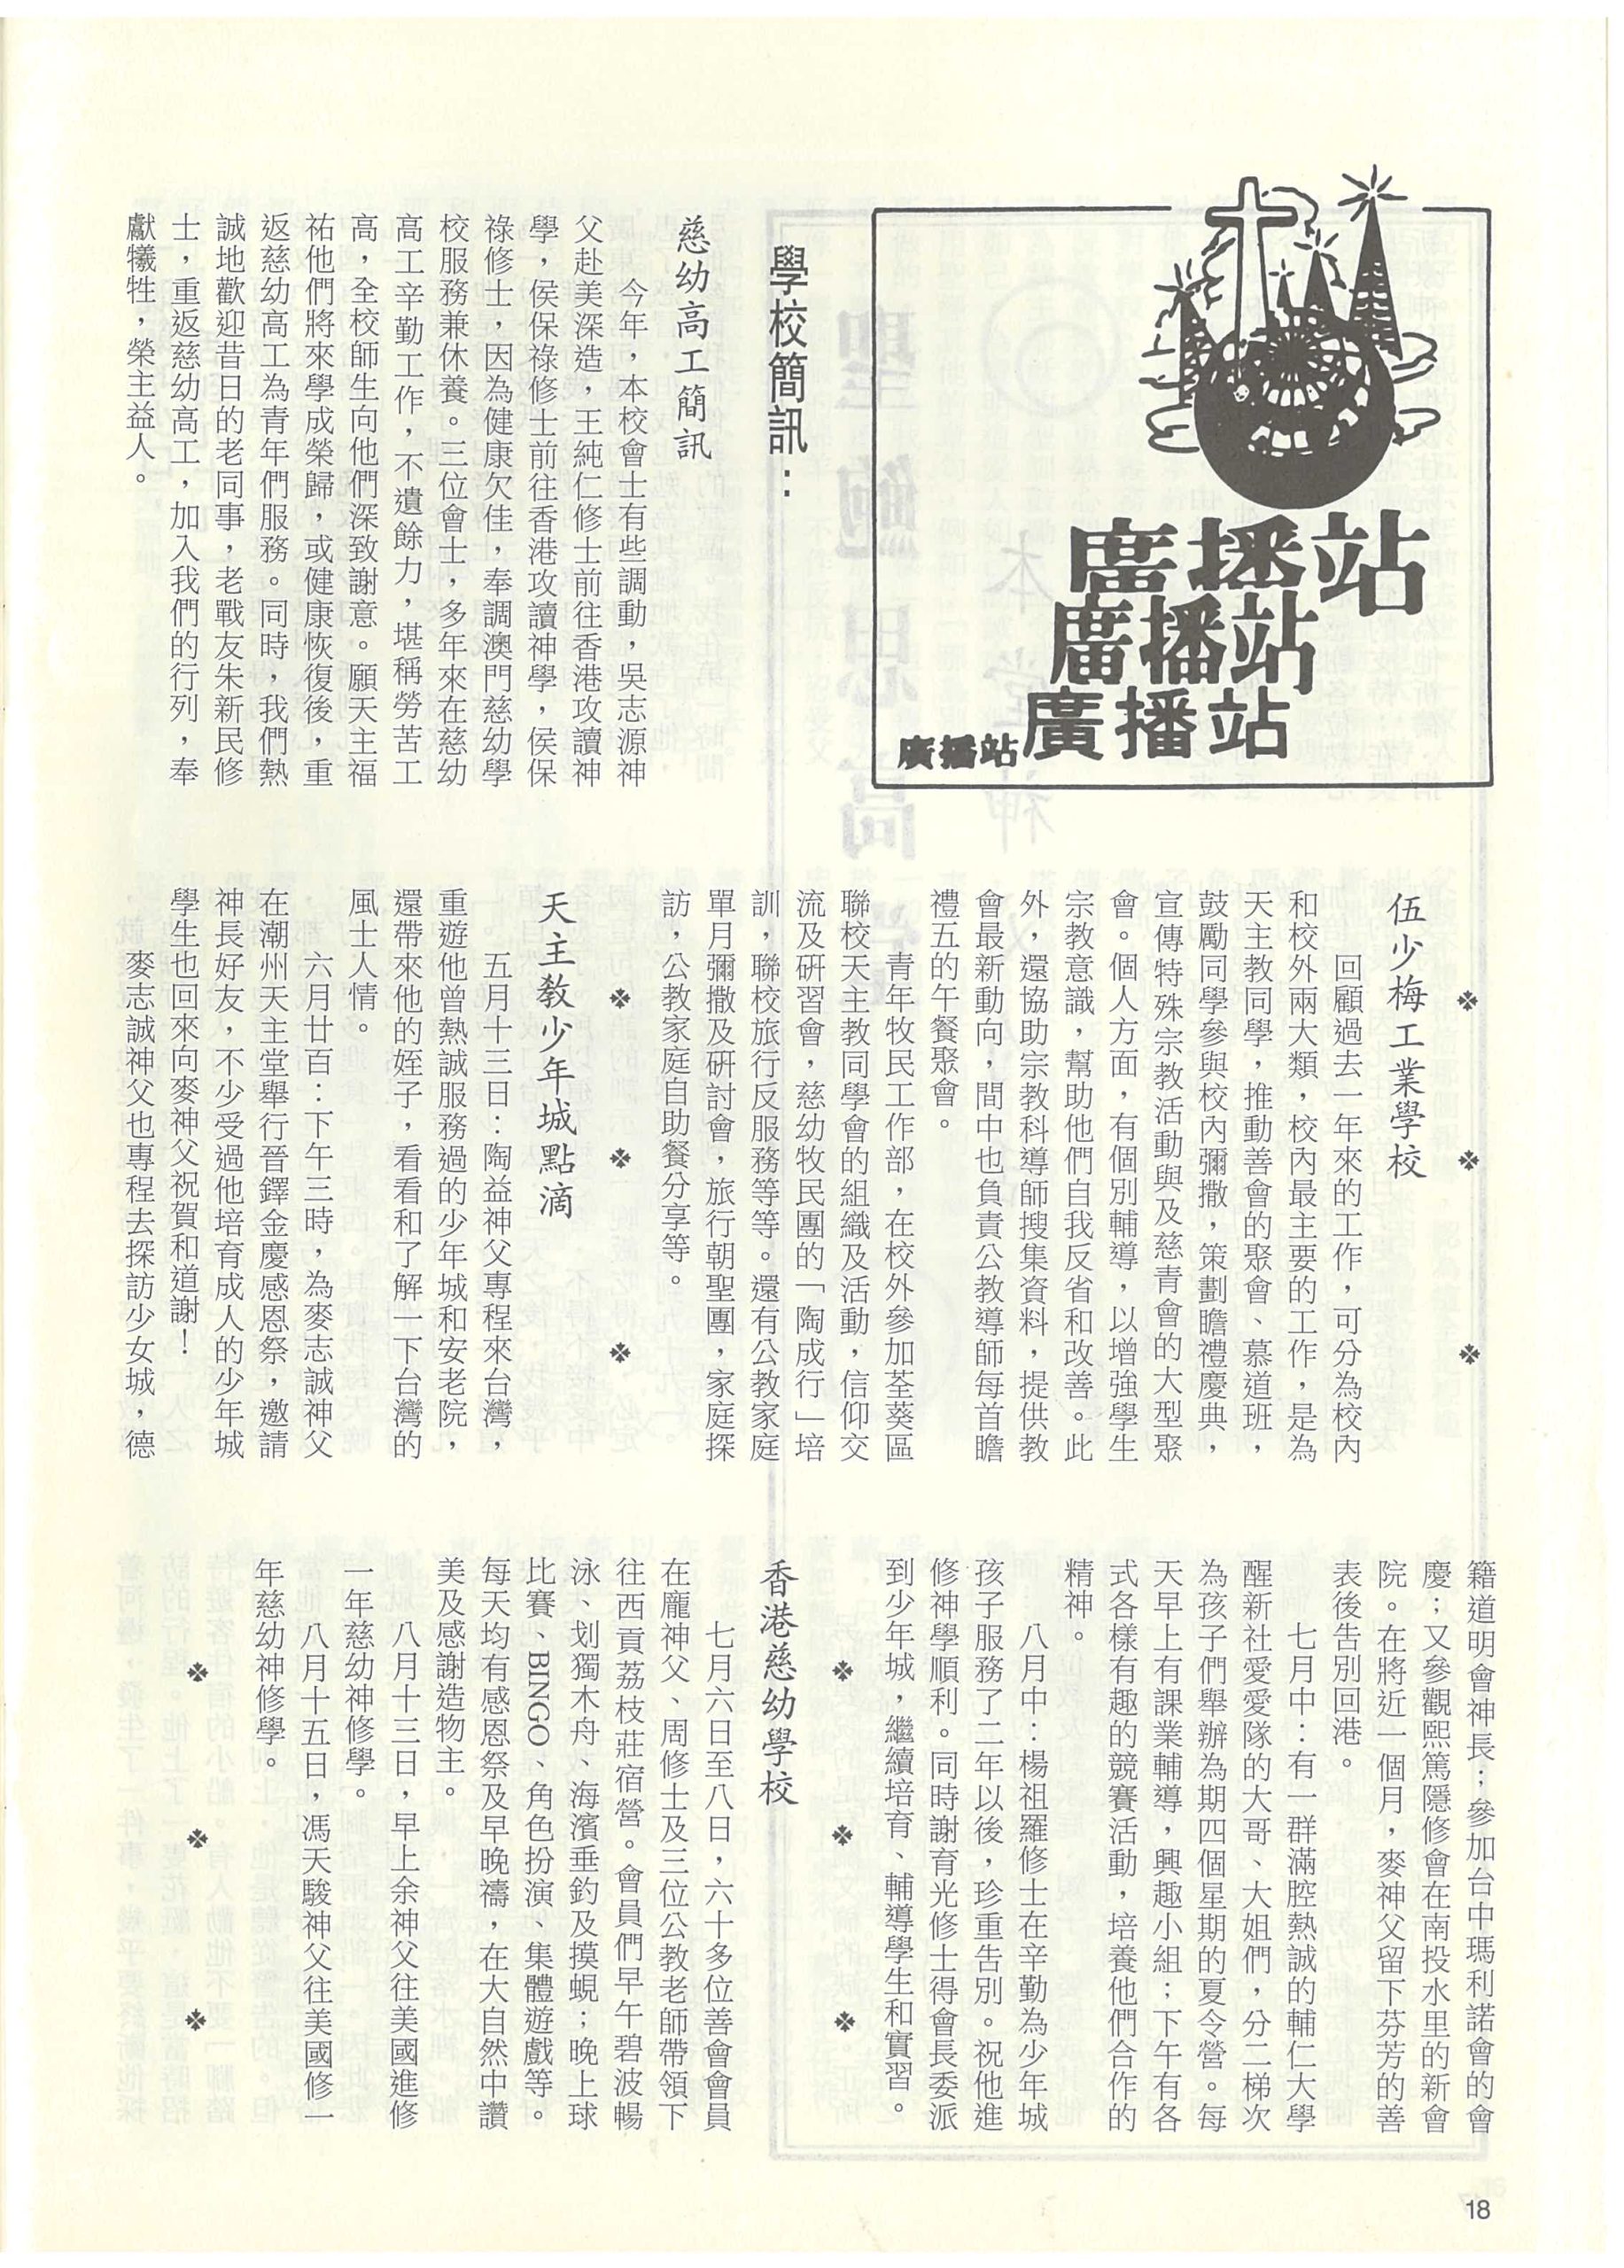 廣播站
廣播站
廣播站
廣播站
學校簡訊：
慈幼高工簡訊
今年，本校會士有些調動，吳志源神
父赴美深造，王純仁修士前往香港攻讀神
學，侯保祿修士前往香港攻讀神學，侯保
祿修士，因為健康欠佳，奉調澳門慈幼學
校服務兼休養。三位會士，多年來在慈幼
高工辛勤工作，不遺餘力，堪稱勞苦工
高，全校師生向他們深致謝意。願天主福
祐他們將來學成榮歸，或健康恢復後，重
返慈幼高工為青年們服務。同時，我們熱
誠地歡迎昔日的老同事，老戰友朱新民修
士，重返慈幼高工，加入我們的行列，奉
獻犧牲，榮主益人。
伍少梅工業學校
回顧過去一年來的工作，可分為校內
和校外兩大類，校內最主要的工作，是為
天主教同學，推動善會的聚會、慕道班，
鼓勵同學參與校內彌撒，策劃瞻禮慶典，
宣傳特殊宗教活動與及慈青會的大型聚
會。個人方面，有個別輔導，以增強學生
宗教意識，幫助他們自我反省和改善。此
外，還協助宗教科導師搜集資料，提供教
會最新動向，間中也負責公教導師每首瞻
禮五的午餐聚會。
青年牧民工作部，在校外參加荃葵區
聯校天主教同學會的組織及活動，信仰交
流及研習會，慈幼牧民團的「陶成行」培
訓，聯校旅行反服務等等。還有公教家庭
單月彌撒及研討會，旅行朝聖團，家庭探
訪，公教家庭自助餐分享等。
天主教少年城點滴
五月十三日：陶益神父專程來台灣，
重遊他曾熱誠服務過的少年城和安老院，
還帶來他的姪子，看看和了解一下台灣的
風士人情。
六月廿百：下午三時，為麥志誠神父
在潮州天主堂舉行晉鐸金慶感恩祭，邀請
神長好友，不少受過他培育成人的少年城
學生也回來向麥神父祝賀和道謝！
麥志誠神父也專程去探訪少女城，德
籍道明會神長；參加台中瑪利諾會的會
慶；又參觀熙篤隱修會在南投水里的新會
院。在將近一個月，麥神父留下芬芳的善
表後告別回港。
七月中：有一群滿腔熱誠的輔仁大學
醒新社愛愛隊的大哥、大姐們，分二梯次
為孩子們舉辦為期四個星期的夏令營。每
天早上有課業輔導，興趣小組；下午有各
式各樣有趣的競賽活動，培養他們合作的
精神。
八月中：楊祖羅修士在辛勤為少年城
孩子服務了二年以後，珍重告別。祝他進
修神學順利。同時謝育光修士得會長委派
到少年城，繼續培育、輔導學生和實習。
香港慈幼學校
七月六日至八日，六十多位善會會員
在龐神父、周修士及三位公教老師帶領下
往西貢荔枝莊宿營。會員們早午碧波暢
泳、划獨木舟、海濱垂釣及摸蜆；晚上球
比賽、BINGO、角色扮演、集體遊戲等。
每天均有感恩祭及早晚禱，在大自然中讚
美及感謝造物主。
八月十三日，早上余神父往美國進修
一年慈幼神修學。
八月十五日，馮天駿神父往美國修一
年慈幼神修學。
18